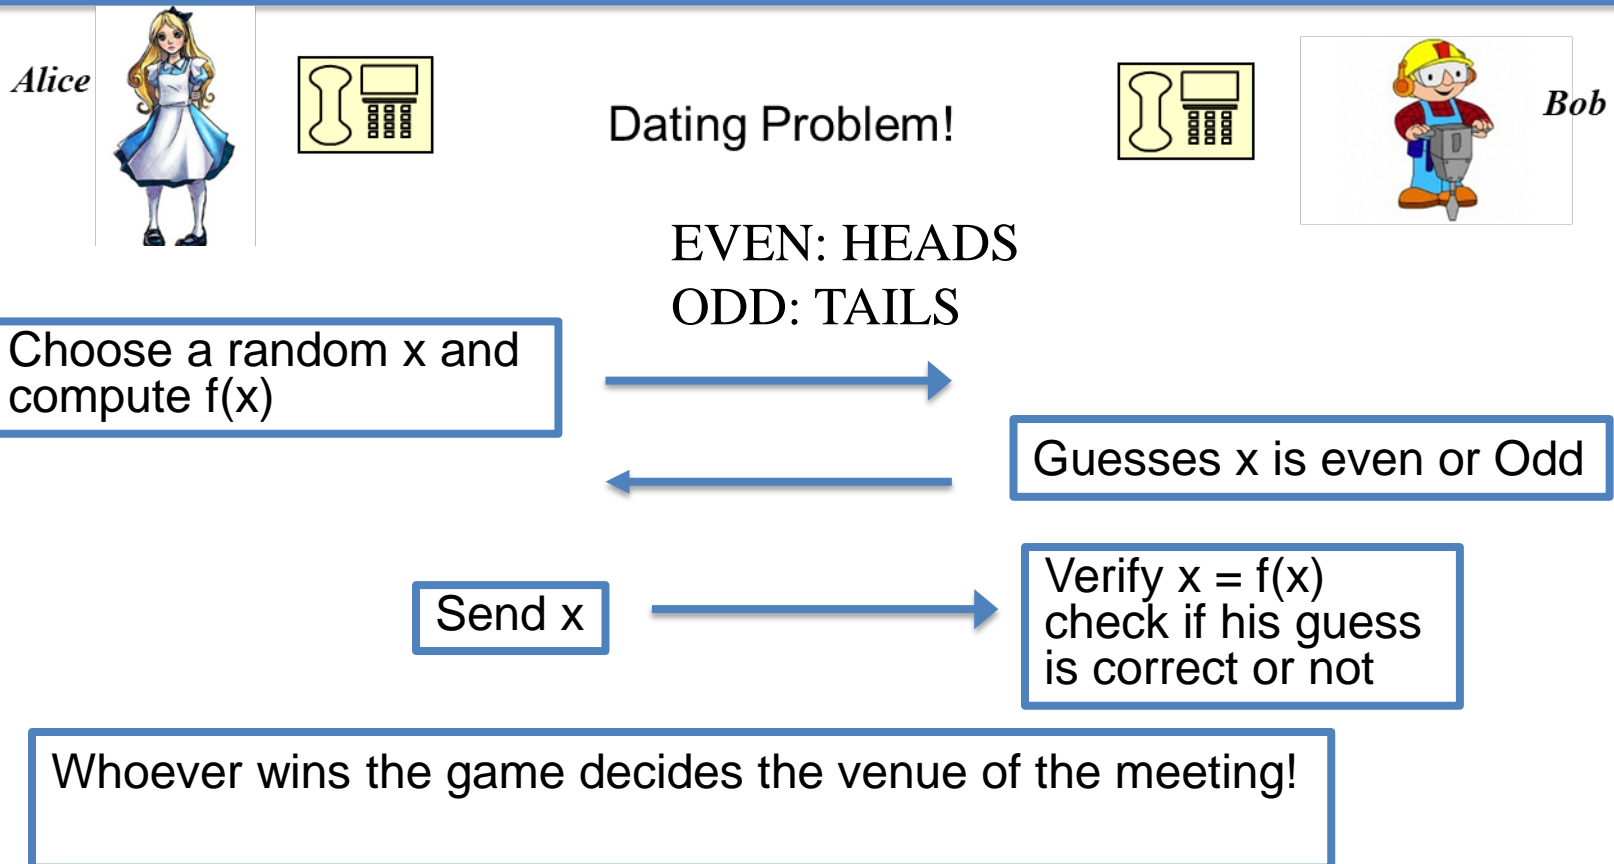 Alice
Dating Problem!
Bob
EVEN: HEADS
ODD: TAILS
Choose a random x and
compute f(x)
Guesses x is even or Odd
Send x
Verify x = f(x)
check if his guess
is correct or not
Whoever wins the game decides the venue of the meeting!